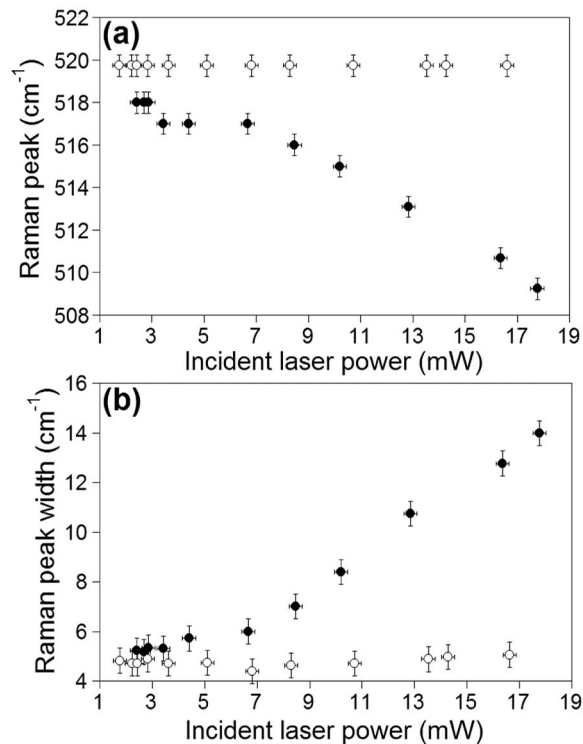 (a)
Raman peak (cm⁻¹)
522
520
518
516
514
512
510
508
1 3 5 7 9 11 13 15 17 19
Incident laser power (mW)
(b)
Raman peak width (cm⁻¹)
16
14
12
10
8
6
4
1 3 5 7 9 11 13 15 17 19
Incident laser power (mW)